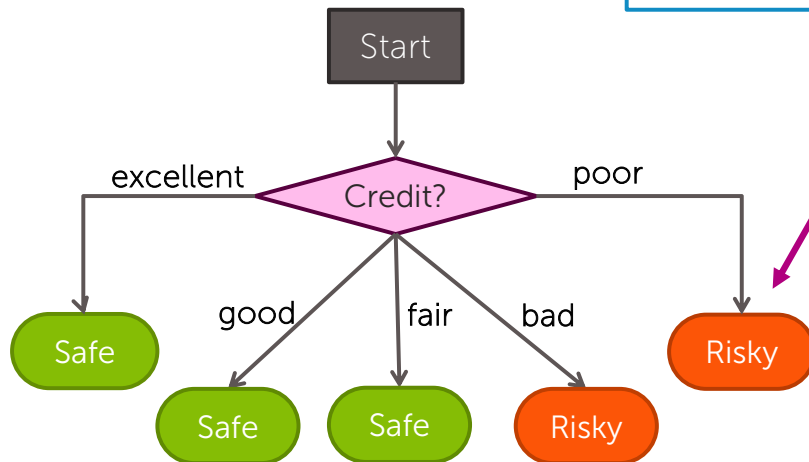 Start
excellent
Credit?
poor
good
fair
bad
Safe
Risky
Safe
Safe
Risky